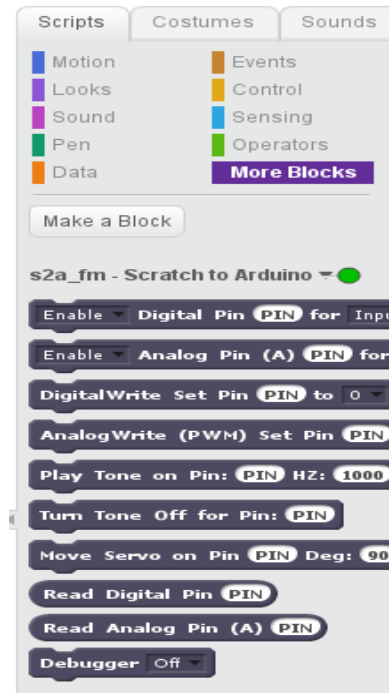 Scripts Costumes Sounds
Motion Events
Looks Control
Sound Sensing
Pen Operators
Data More Blocks
Make a Block
s2a_fm - Scratch to Arduino
Enable Digital Pin PIN for Inpu
Enable Analog Pin (A) PIN for
DigitalWrite Set Pin PIN to 0
AnalogWrite (PWM) Set Pin PIN
Play Tone on Pin: PIN HZ: 1000
Turn Tone Off for Pin: PIN
Move Servo on Pin PIN Deg: 90
Read Digital Pin PIN
Read Analog Pin (A) PIN
Debugger Off